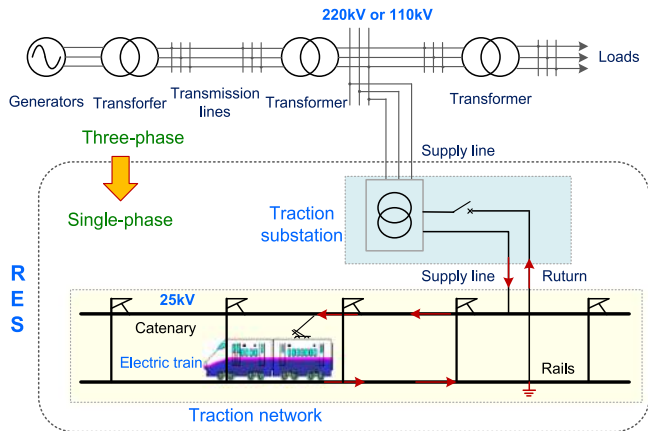 220kV or 110kV
Loads
Generators
Transforfer
Transmission
lines
Transformer
Transformer
Three-phase
Supply line
Single-phase
Traction
substation
RES
Supply line
Ruturn
25kV
Catenary
Electric train
Rails
Traction network